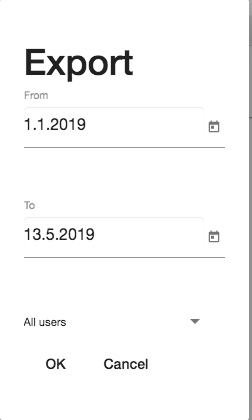 Export
From
1.1.2019
To
13.5.2019
All users
OK Cancel